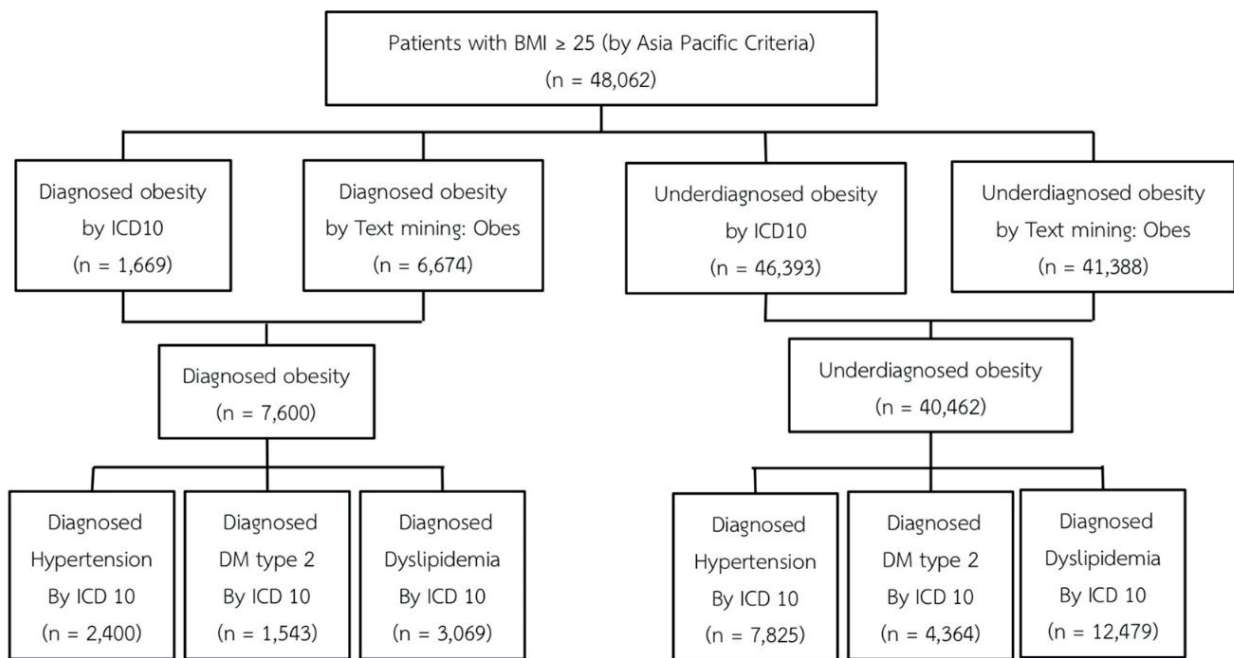 Patients with BMI ≥ 25 (by Asia Pacific Criteria)
(n = 48,062)
Diagnosed obesity
by ICD10
(n = 1,669)
Diagnosed obesity
by Text mining: Obes
(n = 6,674)
Underdiagnosed obesity
by ICD10
(n = 46,393)
Underdiagnosed obesity
by Text mining: Obes
(n = 41,388)
Diagnosed obesity
(n = 7,600)
Underdiagnosed obesity
(n = 40,462)
Diagnosed
Hypertension
By ICD 10
(n = 2,400)
Diagnosed
DM type 2
By ICD 10
(n = 1,543)
Diagnosed
Dyslipidemia
By ICD 10
(n = 3,069)
Diagnosed
Hypertension
By ICD 10
(n = 7,825)
Diagnosed
DM type 2
By ICD 10
(n = 4,364)
Diagnosed
Dyslipidemia
By ICD 10
(n = 12,479)